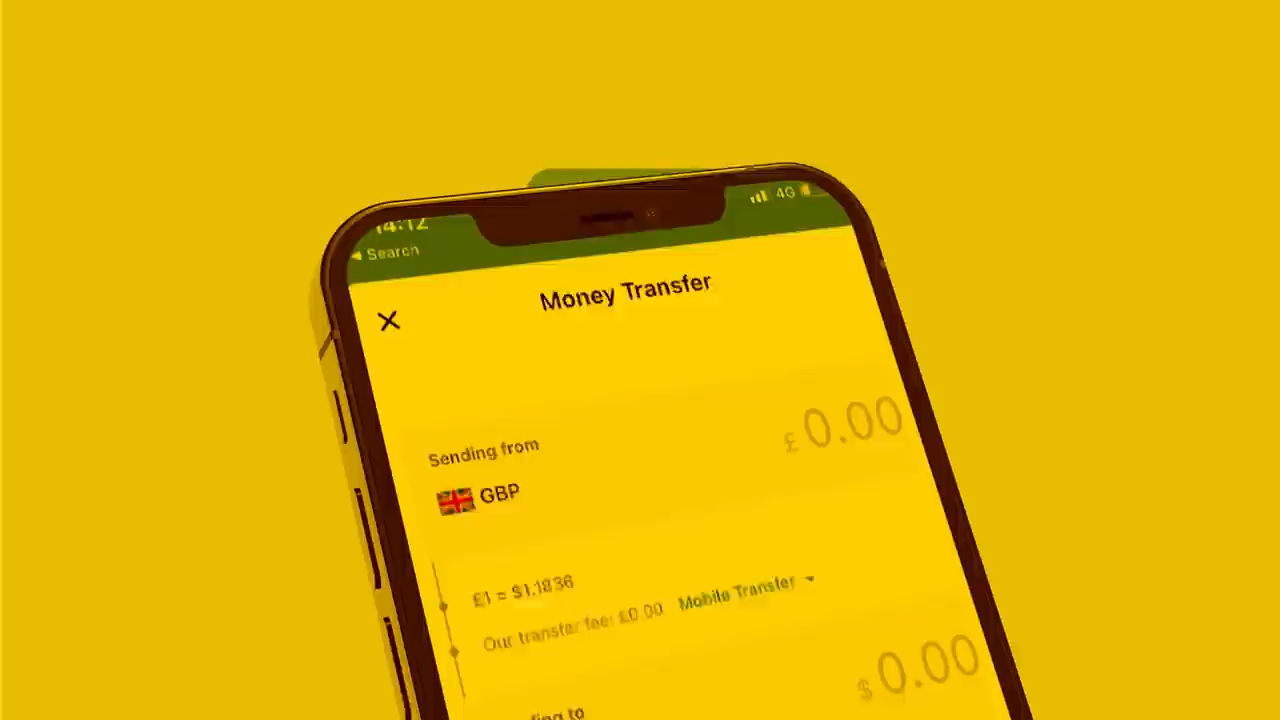 14:12
4G
Search
Money Transfer
Sending from
£ 0.00
GBP
£1 = $1.1836
Our transfer fee: £0.00 Mobile Transfer
$ 0.00
to